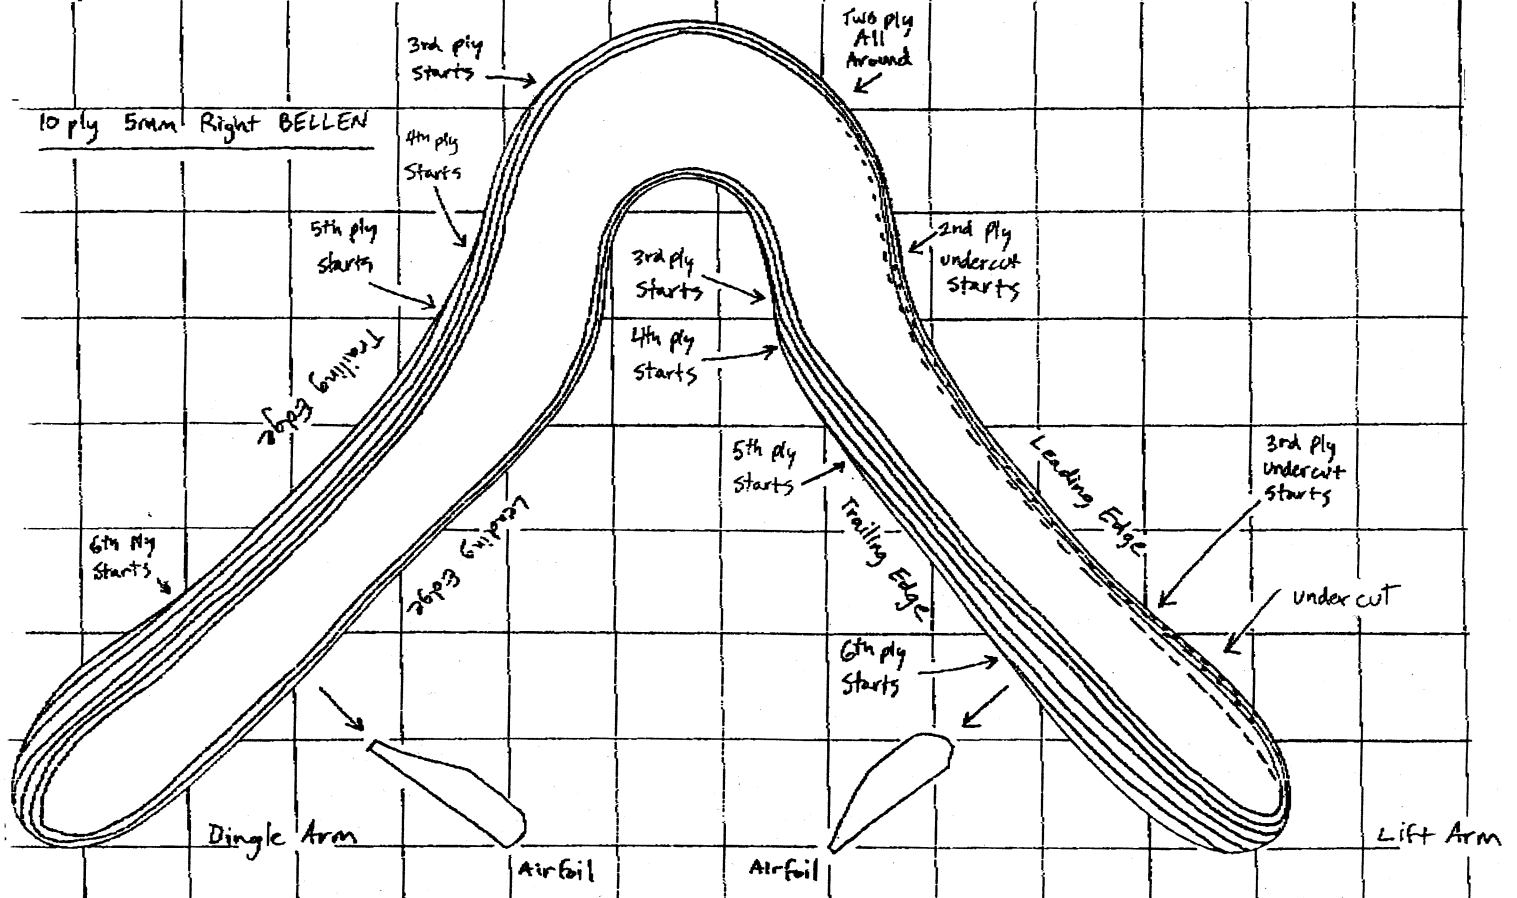 Two ply
All
Around
3rd ply
Starts
10 ply 5mm Right BELLEN
4th ply
Starts
5th ply
Starts
2nd ply
undercut
Starts
3rd ply
Starts
4th ply
Starts
Trailing Edge
Leading Edge
3rd ply
undercut
Starts
5th ply
Starts
Trailing Edge
Leading Edge
6th ply
Starts
undercut
6th ply
Starts
Dingle Arm
Airfoil
Airfoil
Lift Arm